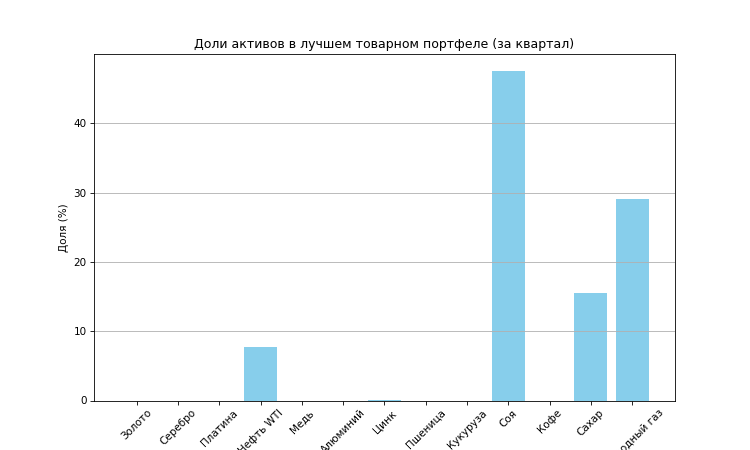 Доли активов в лучшем товарном портфеле (за квартал)
Доля (%)
40
30
20
10
0
Золото
Серебро
Платина
Нефть WTI
Медь
Алюминий
Цинк
Пшеница
Кукуруза
Соя
Кофе
Сахар
одный газ